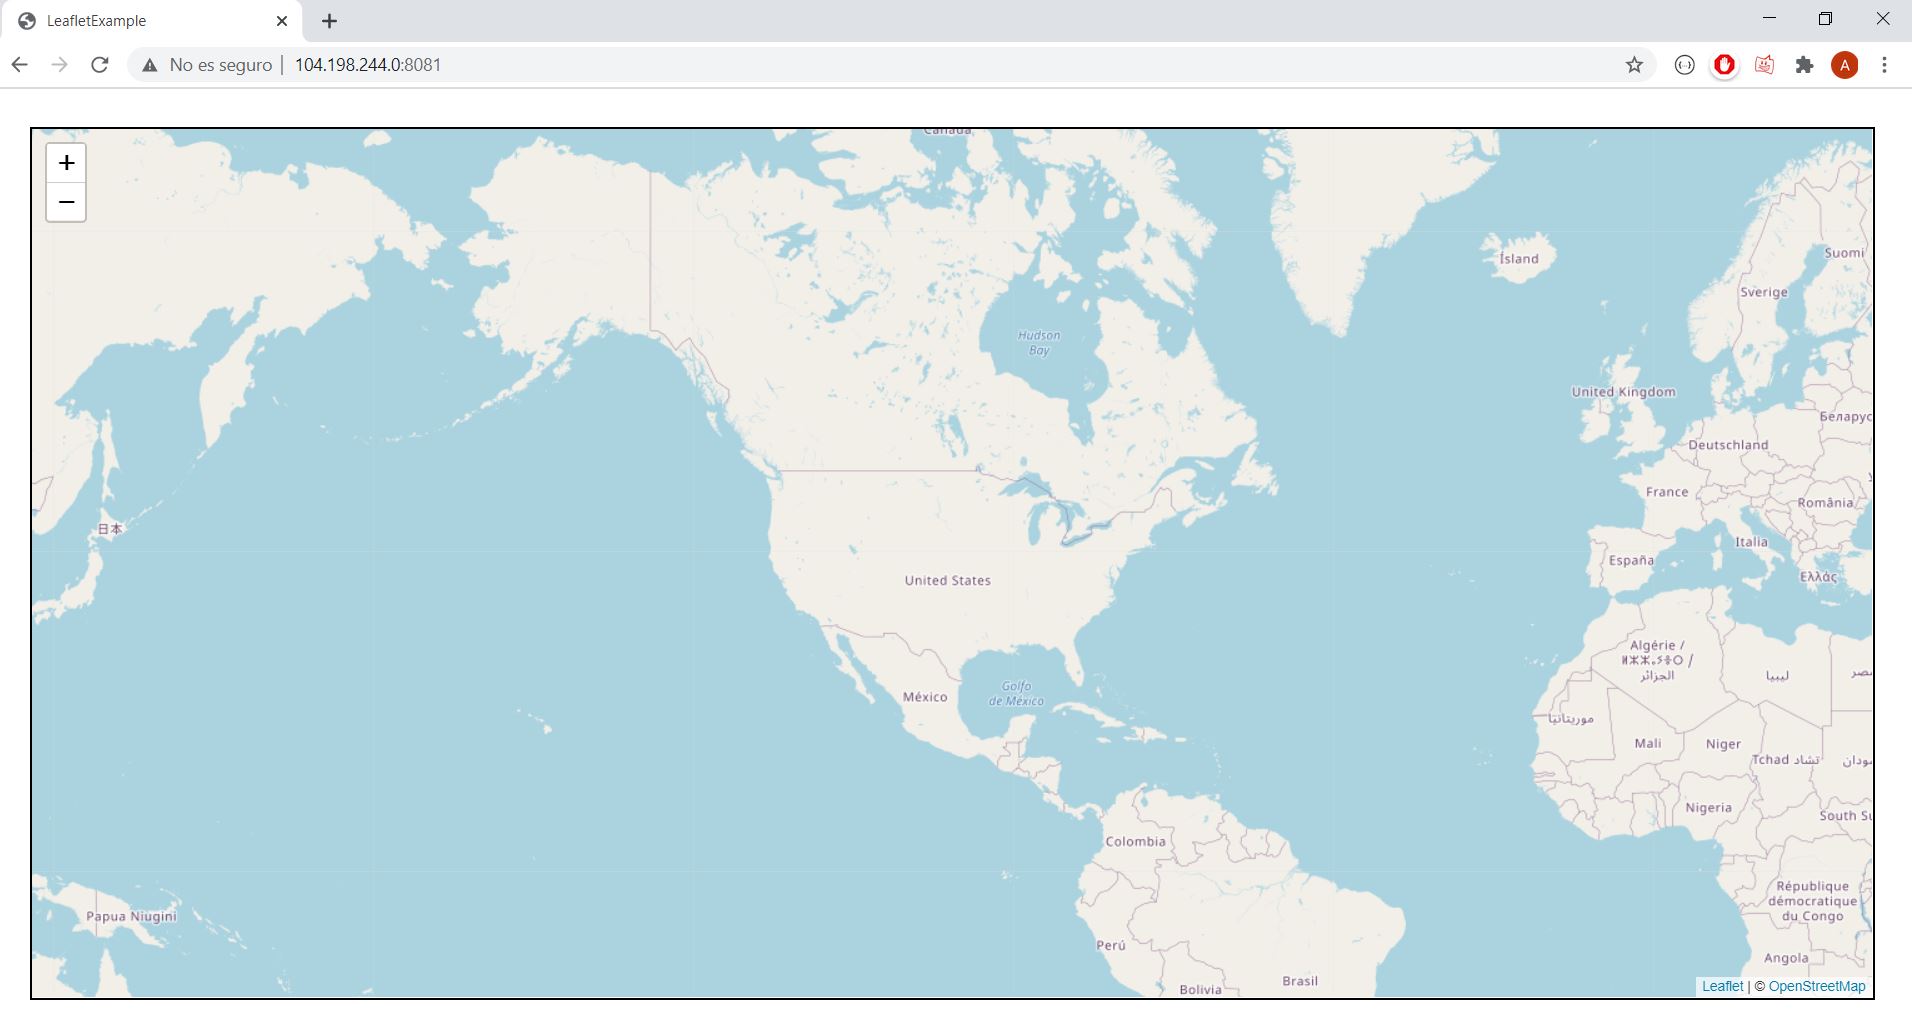 LeafletExample
No es seguro | 104.198.244.0:8081
A
+
−
Canada
Ísland
Suomi
Sverige
Hudson
Bay
United Kingdom
Беларус
Deutschland
France
România
日本
Italia
España
Ελλάς
United States
Algérie /
ⵍⵣⵣⴰⵢⴻⵔ /
الجزائر
ليبيا
مصر
Golfo
de México
México
موريتانيا
Mali
Niger
Tchad تشاد
سودان
Nigeria
South Su
Colombia
République
démocratique
du Congo
Papua Niugini
Perú
Angola
Brasil
Bolivia
Leaflet | © OpenStreetMap